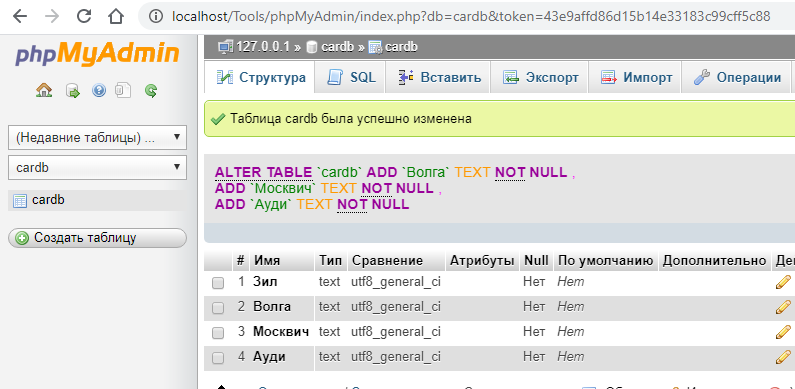 localhost/Tools/phpMyAdmin/index.php?db=cardb&token=43e9affd86d15b14e33183c99cff5c88
phpMyAdmin
(Недавние таблицы) ...
cardb
cardb
Создать таблицу
127.0.0.1 » cardb » cardb
Структура SQL Вставить Экспорт Импорт Операции
Таблица cardb была успешно изменена
ALTER TABLE `cardb` ADD `Волга` TEXT NOT NULL ,
ADD `Москвич` TEXT NOT NULL ,
ADD `Ауди` TEXT NOT NULL
# Имя Тип Сравнение Атрибуты Null По умолчанию Дополнительно Де
1 Зил text utf8_general_ci Нет Нет
2 Волга text utf8_general_ci Нет Нет
3 Москвич text utf8_general_ci Нет Нет
4 Ауди text utf8_general_ci Нет Нет